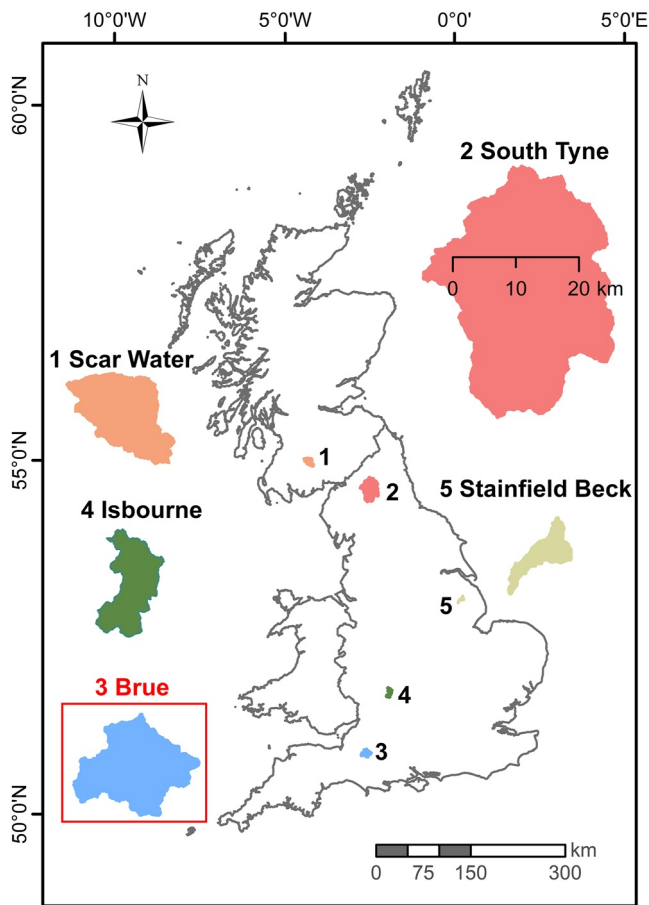 10°0'W 5°0'W 0°0' 5°0'E
60°0'N
N
2 South Tyne
0 10 20 km
1 Scar Water
55°0'N
1
2
4 Isbourne
5 Stainfield Beck
5
3 Brue
4
3
50°0'N
km
0 75 150 300